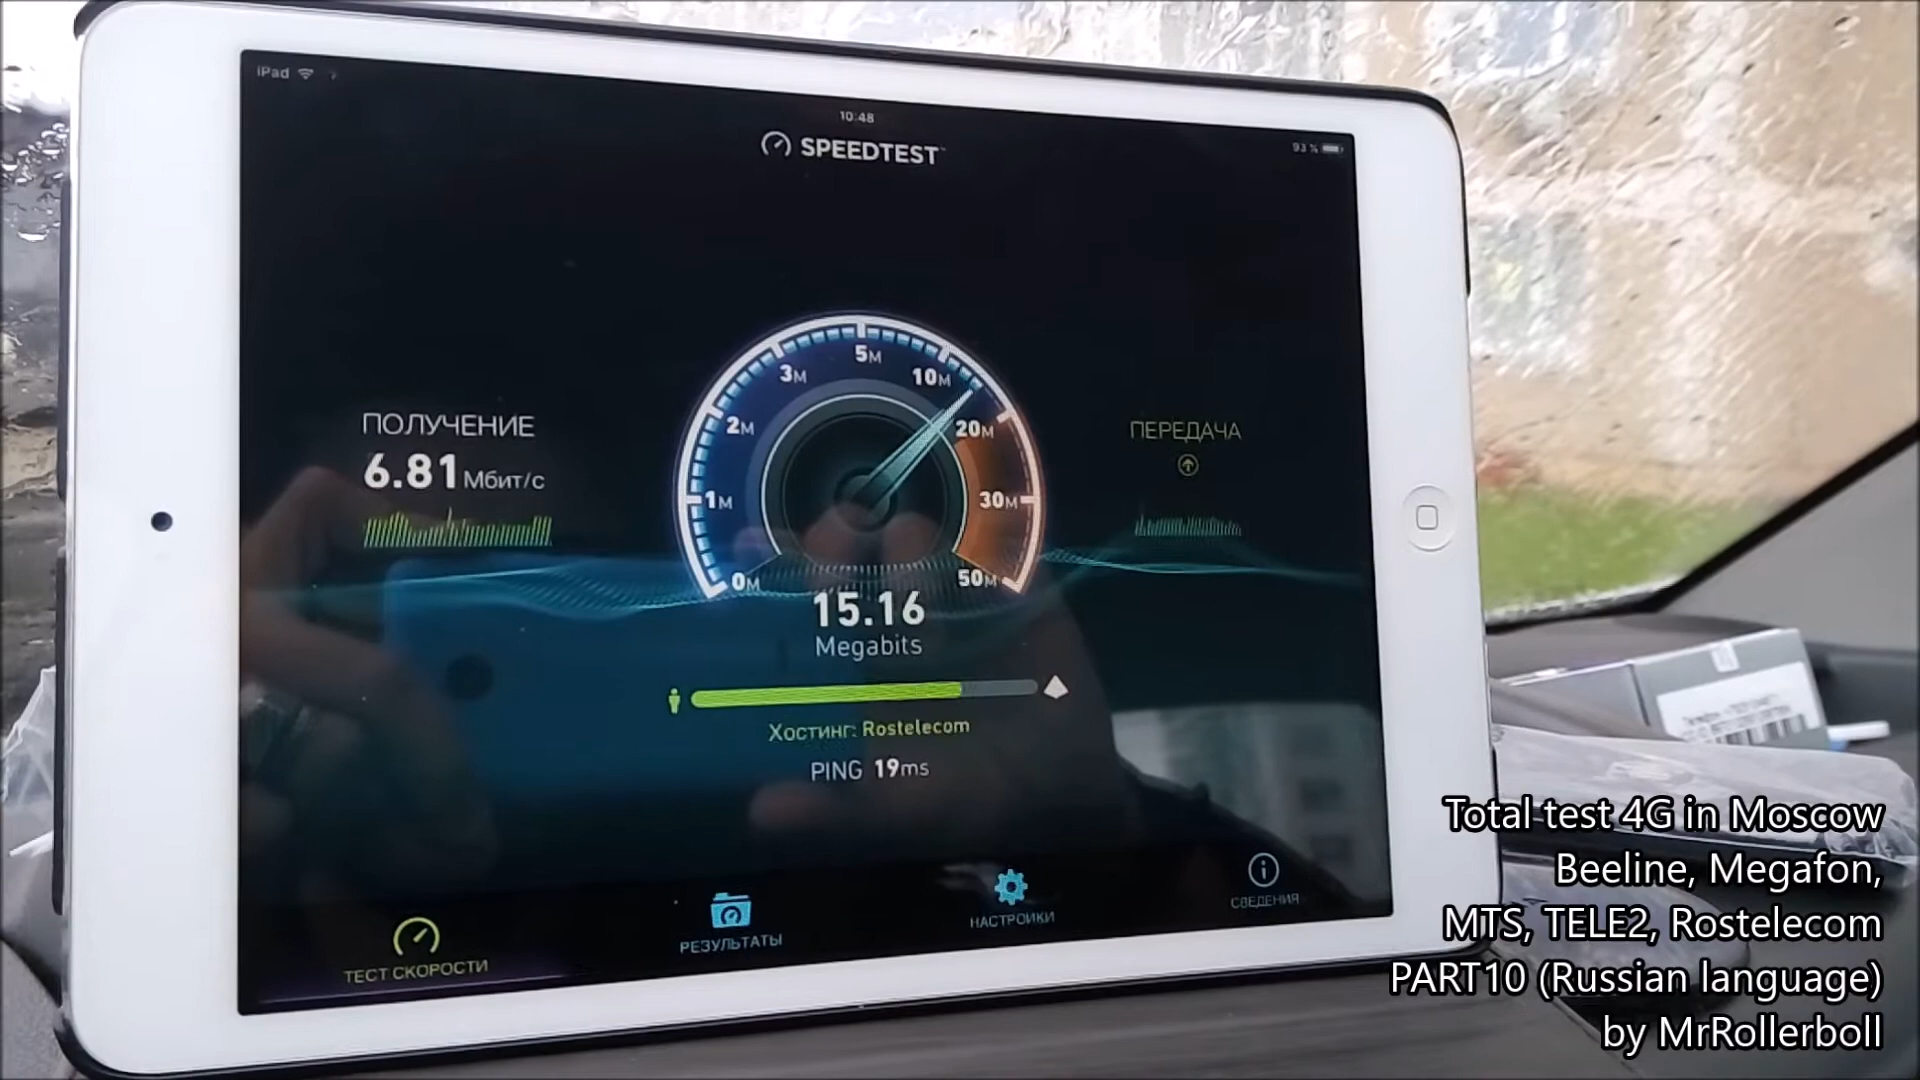 iPad
10:48
93 %
SPEEDTEST
ПОЛУЧЕНИЕ
6.81 Мбит/с
ПЕРЕДАЧА
0M
1M
2M
3M
5M
10M
20M
30M
50M
15.16
Megabits
Хостинг: Rostelecom
PING 19ms
ТЕСТ СКОРОСТИ
РЕЗУЛЬТАТЫ
НАСТРОЙКИ
СВЕДЕНИЯ
Total test 4G in Moscow
Beeline, Megafon,
MTS, TELE2, Rostelecom
PART10 (Russian language)
by MrRollerboll